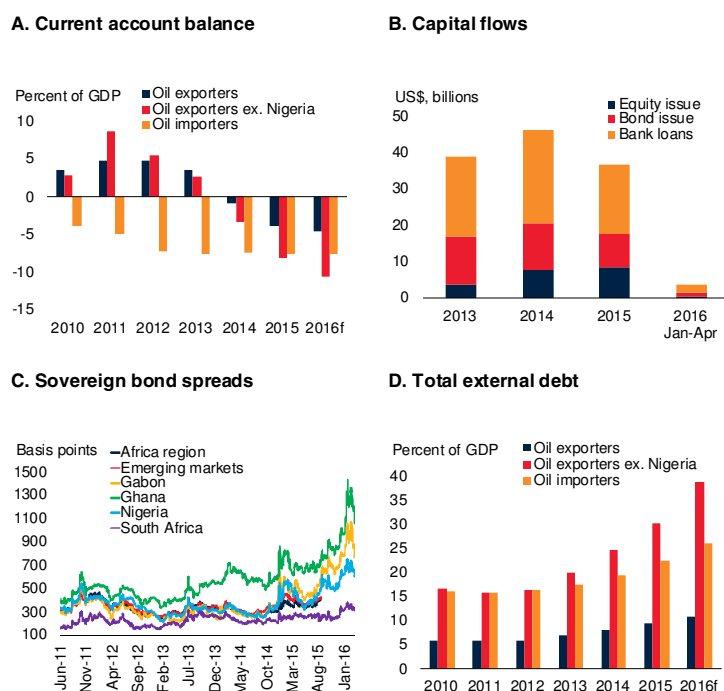 A. Current account balance
Percent of GDP
Oil exporters
Oil exporters ex. Nigeria
Oil importers
10
5
0
-5
-10
-15
2010 2011 2012 2013 2014 2015 2016f
B. Capital flows
US$, billions
Equity issue
Bond issue
Bank loans
50
40
30
20
10
0
2013 2014 2015 2016
Jan-Apr
C. Sovereign bond spreads
Basis points
Africa region
Emerging markets
Gabon
Ghana
Nigeria
South Africa
1500
1300
1100
900
700
500
300
100
Jun-11
Nov-11
Apr-12
Sep-12
Feb-13
Jul-13
Dec-13
May-14
Oct-14
Mar-15
Aug-15
Jan-16
D. Total external debt
Percent of GDP
Oil exporters
Oil exporters ex. Nigeria
Oil importers
40
35
30
25
20
15
10
5
0
2010 2011 2012 2013 2014 2015 2016f